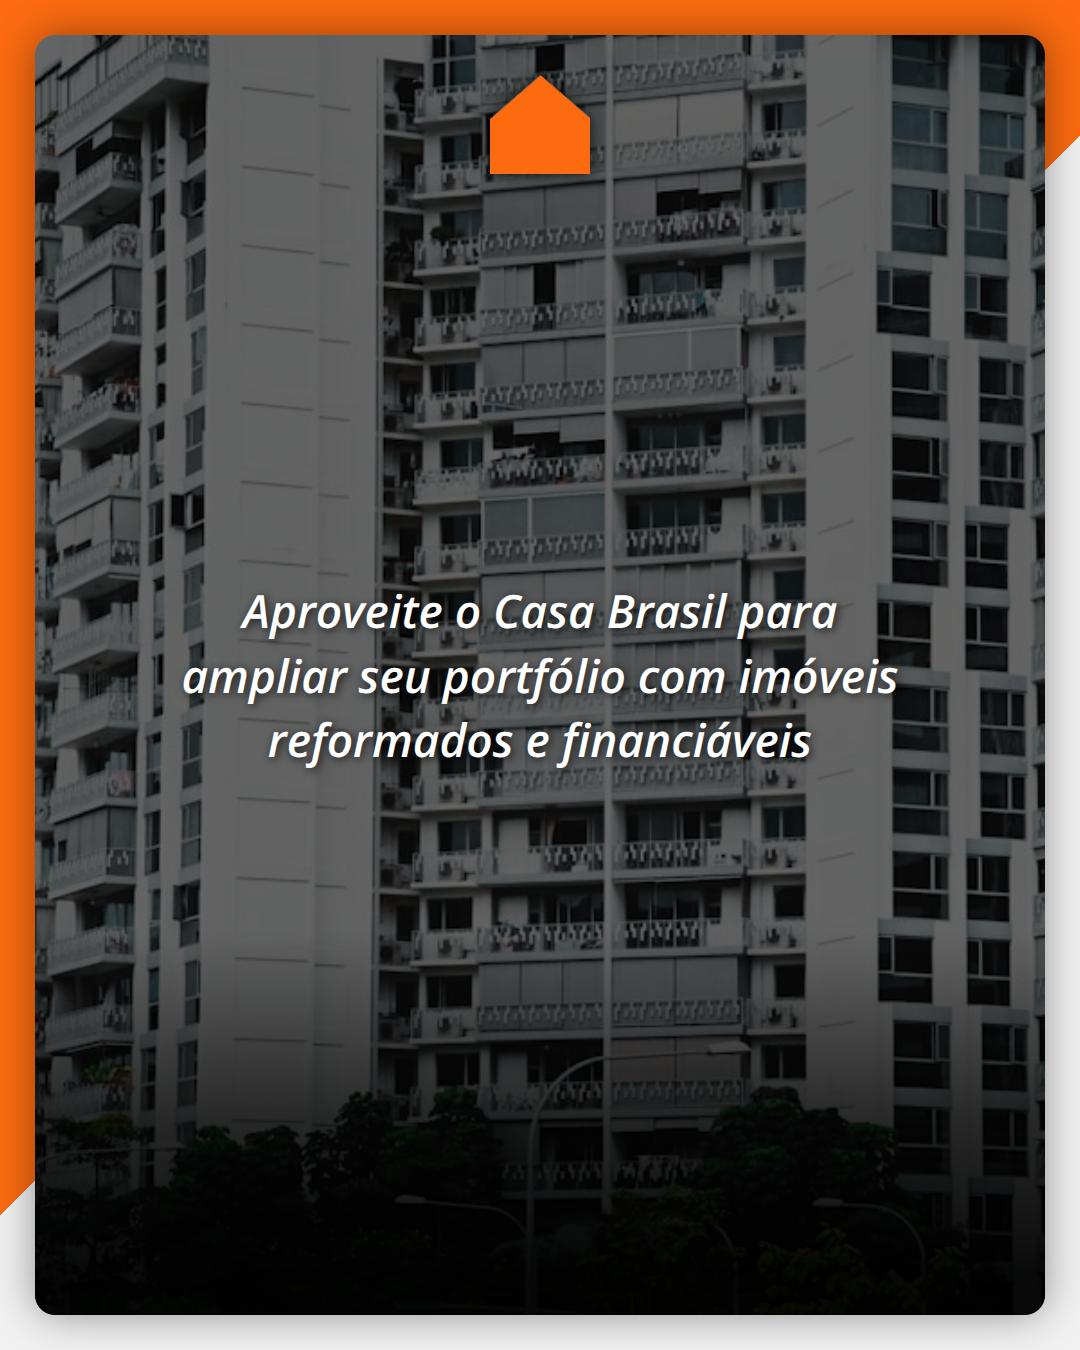 Aproveite o Casa Brasil para
ampliar seu portfólio com imóveis
reformados e financiáveis